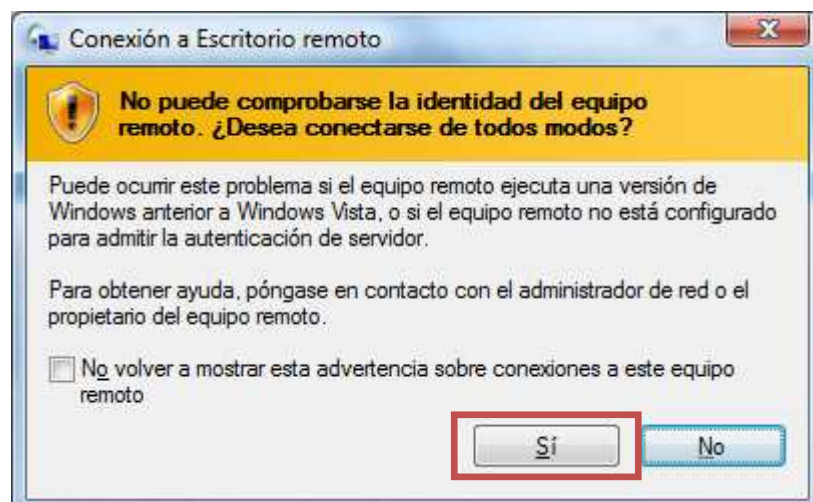 Conexión a Escritorio remoto
No puede comprobarse la identidad del equipo
remoto. ¿Desea conectarse de todos modos?
Puede ocurrir este problema si el equipo remoto ejecuta una versión de
Windows anterior a Windows Vista, o si el equipo remoto no está configurado
para admitir la autenticación de servidor.
Para obtener ayuda, póngase en contacto con el administrador de red o el
propietario del equipo remoto.
No volver a mostrar esta advertencia sobre conexiones a este equipo
remoto
Sí No